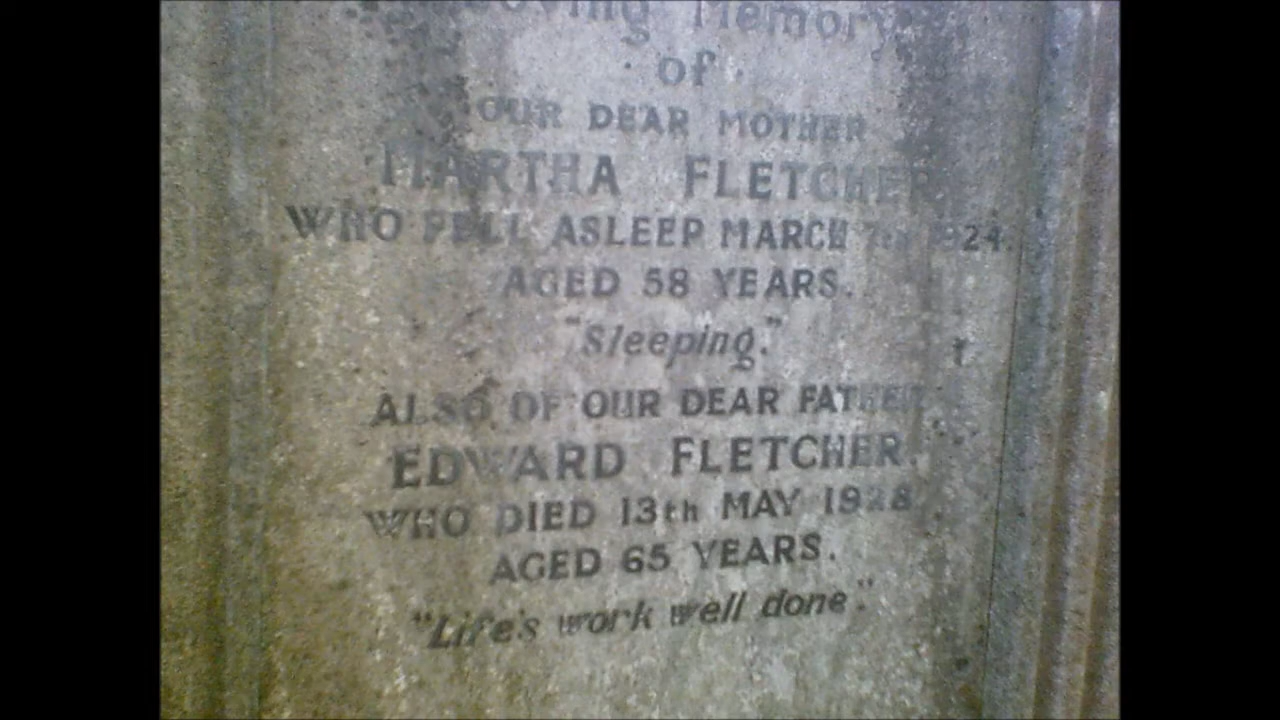 Loving Memory
of
OUR DEAR MOTHER
MARTHA FLETCHER
WHO FELL ASLEEP MARCH 7th 1924.
AGED 58 YEARS.
"Sleeping."
ALSO OF OUR DEAR FATHER
EDWARD FLETCHER.
WHO DIED 13th MAY 1928.
AGED 65 YEARS.
"Life's work well done."